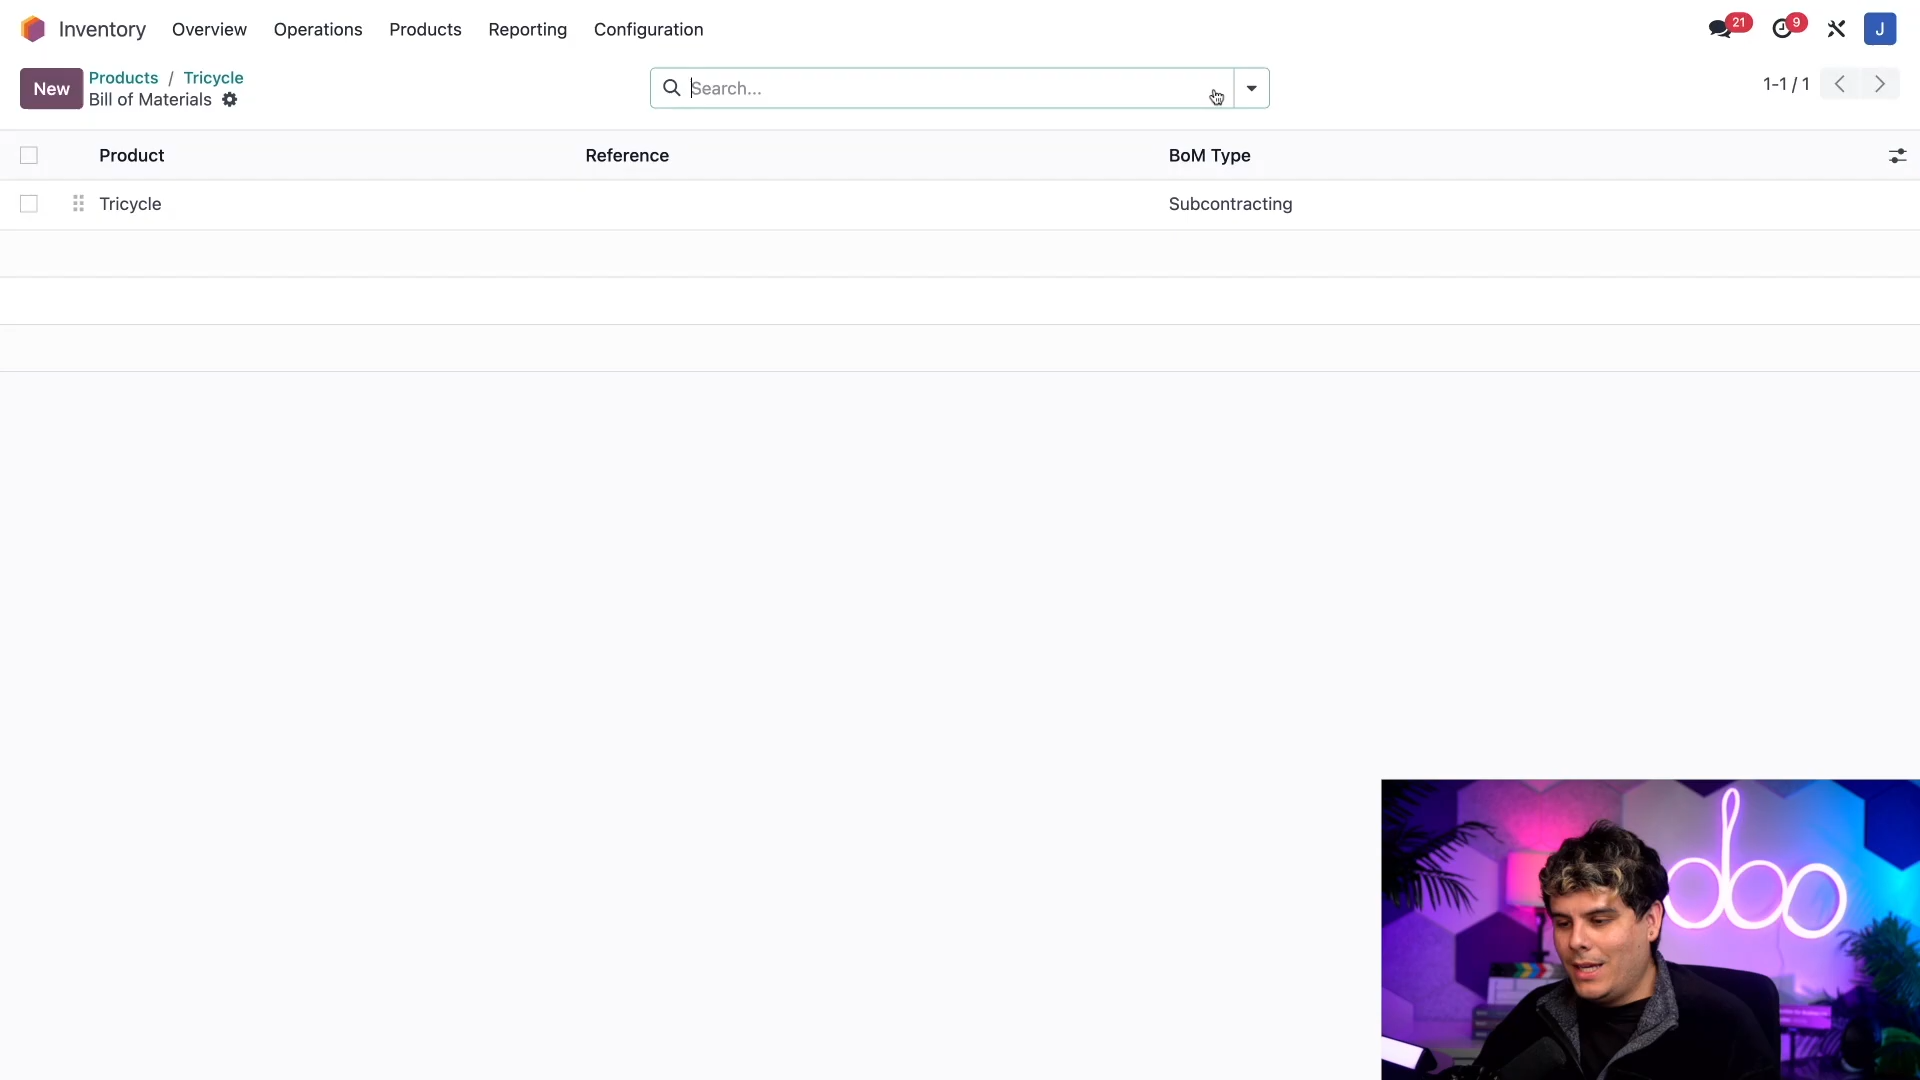 Inventory Overview Operations Products Reporting Configuration 21 9 J
New Products / Tricycle
Bill of Materials
Search...
1-1 / 1
Product Reference BoM Type
Tricycle Subcontracting
odoo